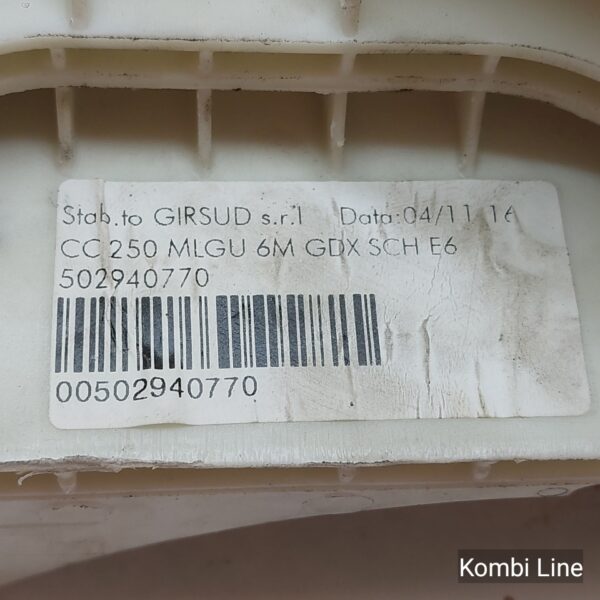 Stab.to GIRSUD s.r.l Data:04/11 16
CC 250 MLGU 6M GDX SCH E6
502940770
00502940770
Kombi Line